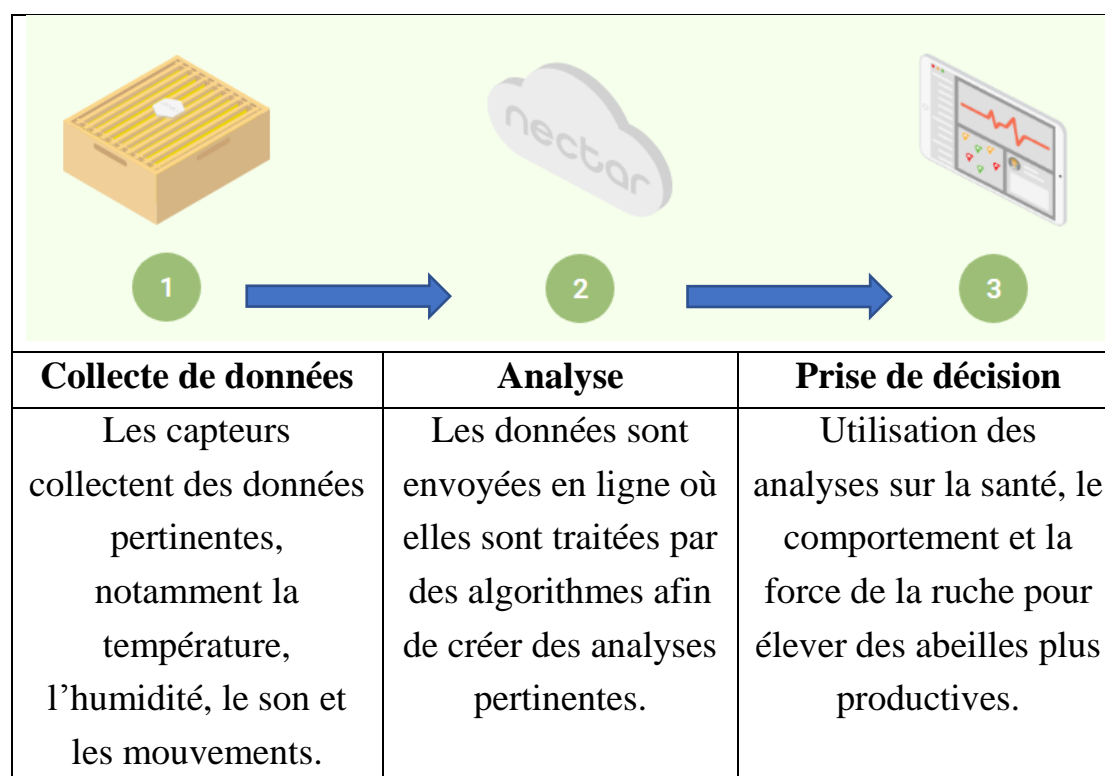 nectar
1
2
3
Collecte de données
Analyse
Prise de décision
Les capteurs
collectent des données
pertinentes,
notamment la
température,
l’humidité, le son et
les mouvements.
Les données sont
envoyées en ligne où
elles sont traitées par
des algorithmes afin
de créer des analyses
pertinentes.
Utilisation des
analyses sur la santé, le
comportement et la
force de la ruche pour
élever des abeilles plus
productives.